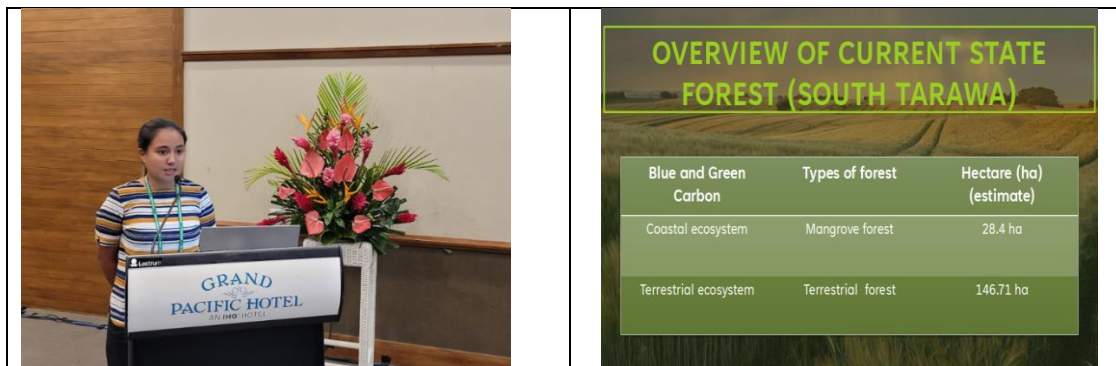 Lectrum
GRAND
PACIFIC HOTEL
AN IHG HOTEL
OVERVIEW OF CURRENT STATE
FOREST (SOUTH TARAWA)
Blue and Green
Carbon
Types of forest
Hectare (ha)
(estimate)
Coastal ecosystem
Mangrove forest
28.4 ha
Terrestrial ecosystem
Terrestrial forest
146.71 ha